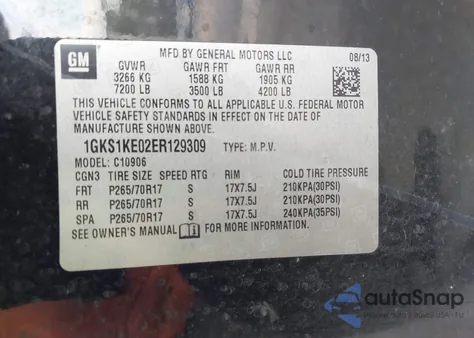 GM
MFD BY GENERAL MOTORS LLC 08/13
GVWR GAWR FRT GAWR RR
3266 KG 1588 KG 1905 KG
7200 LB 3500 LB 4200 LB
THIS VEHICLE CONFORMS TO ALL APPLICABLE U.S. FEDERAL MOTOR
VEHICLE SAFETY STANDARDS IN EFFECT ON THE DATE OF
MANUFACTURE SHOWN ABOVE.
1GKS1KE02ER129309 TYPE: M.P.V.
MODEL: C10906
CGN3 TIRE SIZE SPEED RTG RIM COLD TIRE PRESSURE
FRT P265/70R17 S 17X7.5J 210KPA(30PSI)
RR P265/70R17 S 17X7.5J 210KPA(30PSI)
SPA P265/70R17 S 17X7.5J 240KPA(35PSI)
SEE OWNER'S MANUAL FOR MORE INFORMATION
autoSnap